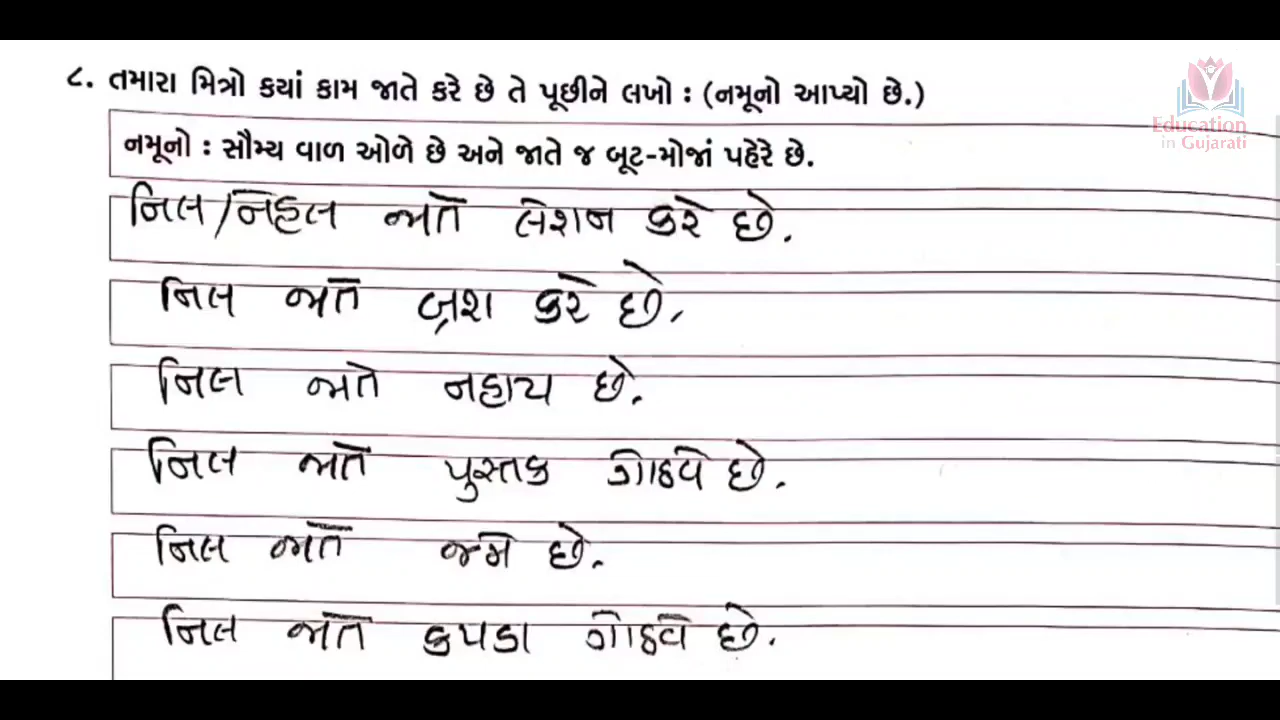 ૮. તમારા મિત્રો કયાં કામ જાતે કરે છે તે પૂછીને લખો : (નમૂનો આપ્યો છે.)
Education
in Gujarati
નમૂનો : સૌમ્ય વાળ ઓળે છે અને જાતે જ બૂટ-મોજાં પહેરે છે.
નિલ/નેહલ જાતે લેશન કરે છે.
નિલ જાતે બ્રશ કરે છે.
નિલ જાતે નહાય છે.
નિલ જાતે પુસ્તક ગોઠવે છે.
નિલ જાતે જમે છે.
નિલ જાતે કપડા ગોઠવે છે.